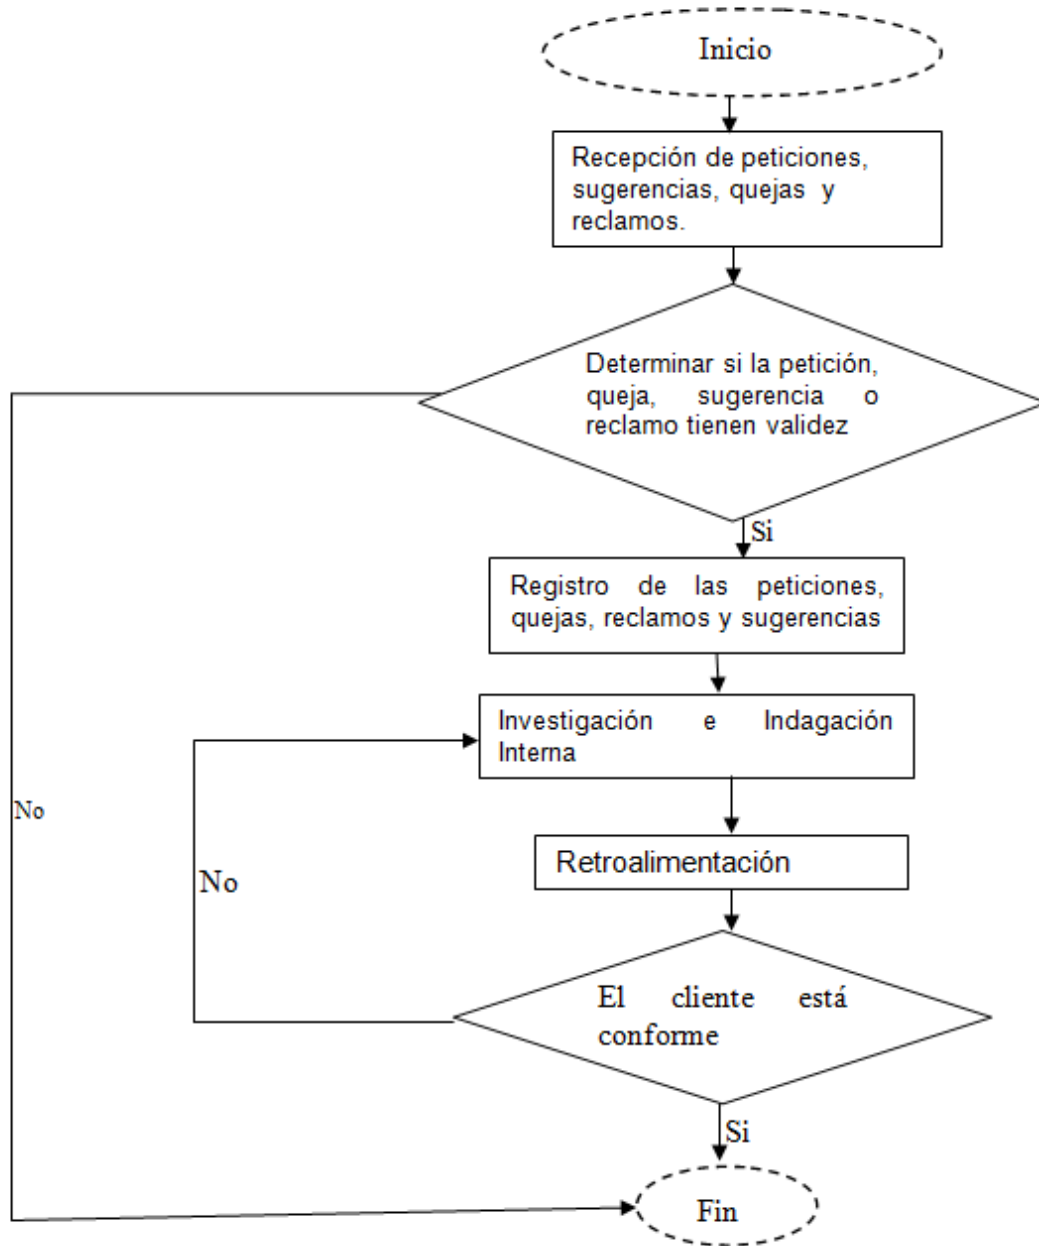 Inicio
Recepción de peticiones,
sugerencias, quejas y
reclamos.
Determinar si la petición,
queja, sugerencia o
reclamo tienen validez
Si
Registro de las peticiones,
quejas, reclamos y sugerencias
Investigación e Indagación
Interna
No
Retroalimentación
No
El cliente está
conforme
Si
Fin